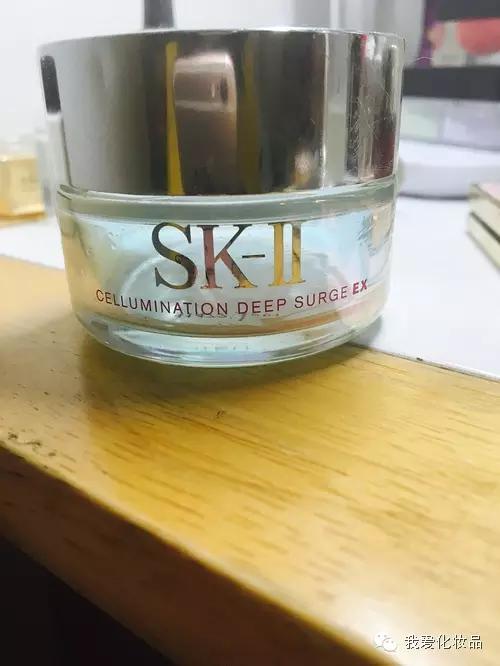 SK-II
CELLUMINATION DEEP SURGE EX
我爱化妆品